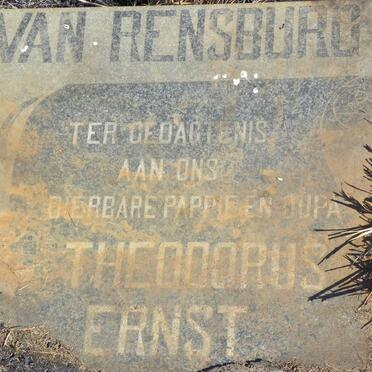 VAN RENSBURG
TER GEDAGTENIS
AAN ONS
DIERBARE PAPPIE EN OUPA
THEODORUS
ERNST